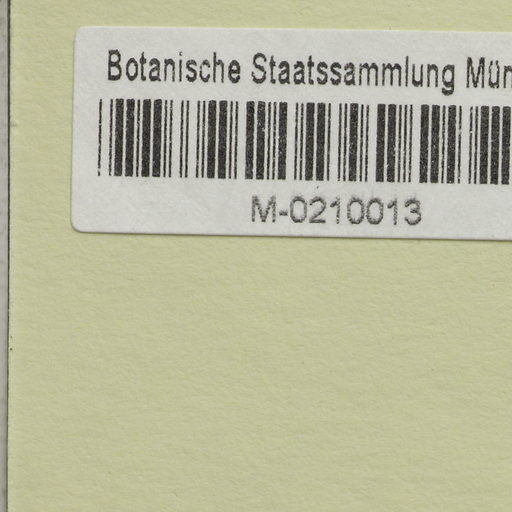 Botanische Staatssammlung Mün
M-0210013